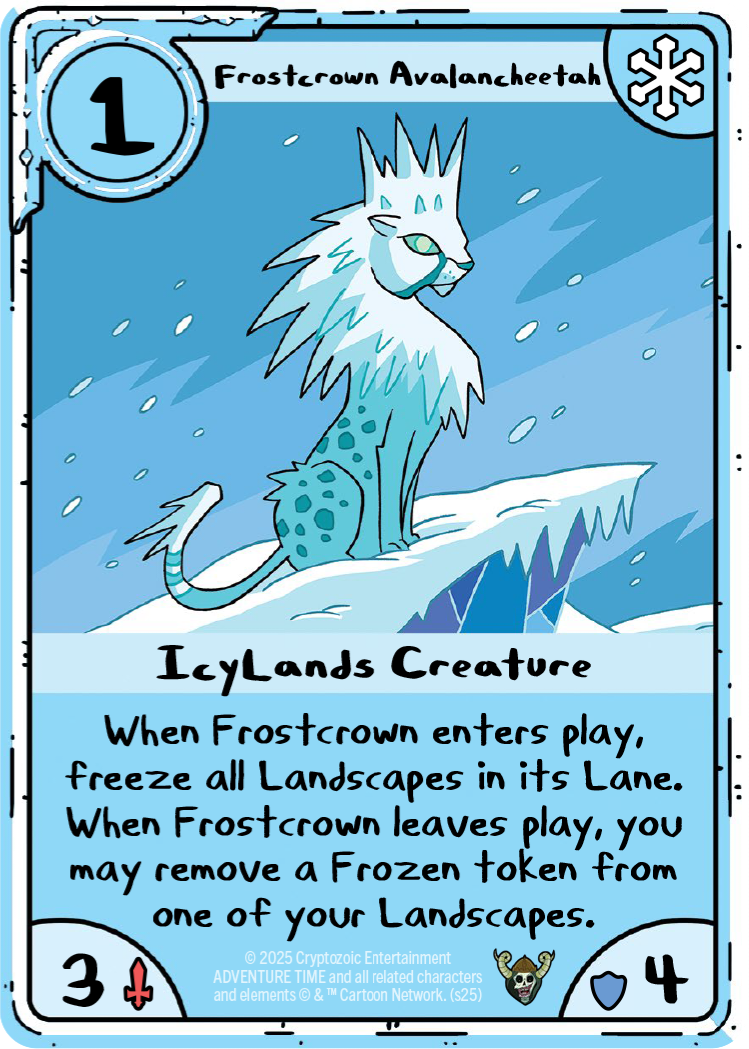 1
Frostcrown Avalancheetah
IcyLands Creature
When Frostcrown enters play,
freeze all Landscapes in its Lane.
When Frostcrown leaves play, you
may remove a Frozen token from
one of your Landscapes.
3
© 2025 Cryptozoic Entertainment
ADVENTURE TIME and all related characters
and elements © & ™ Cartoon Network. (s25)
4